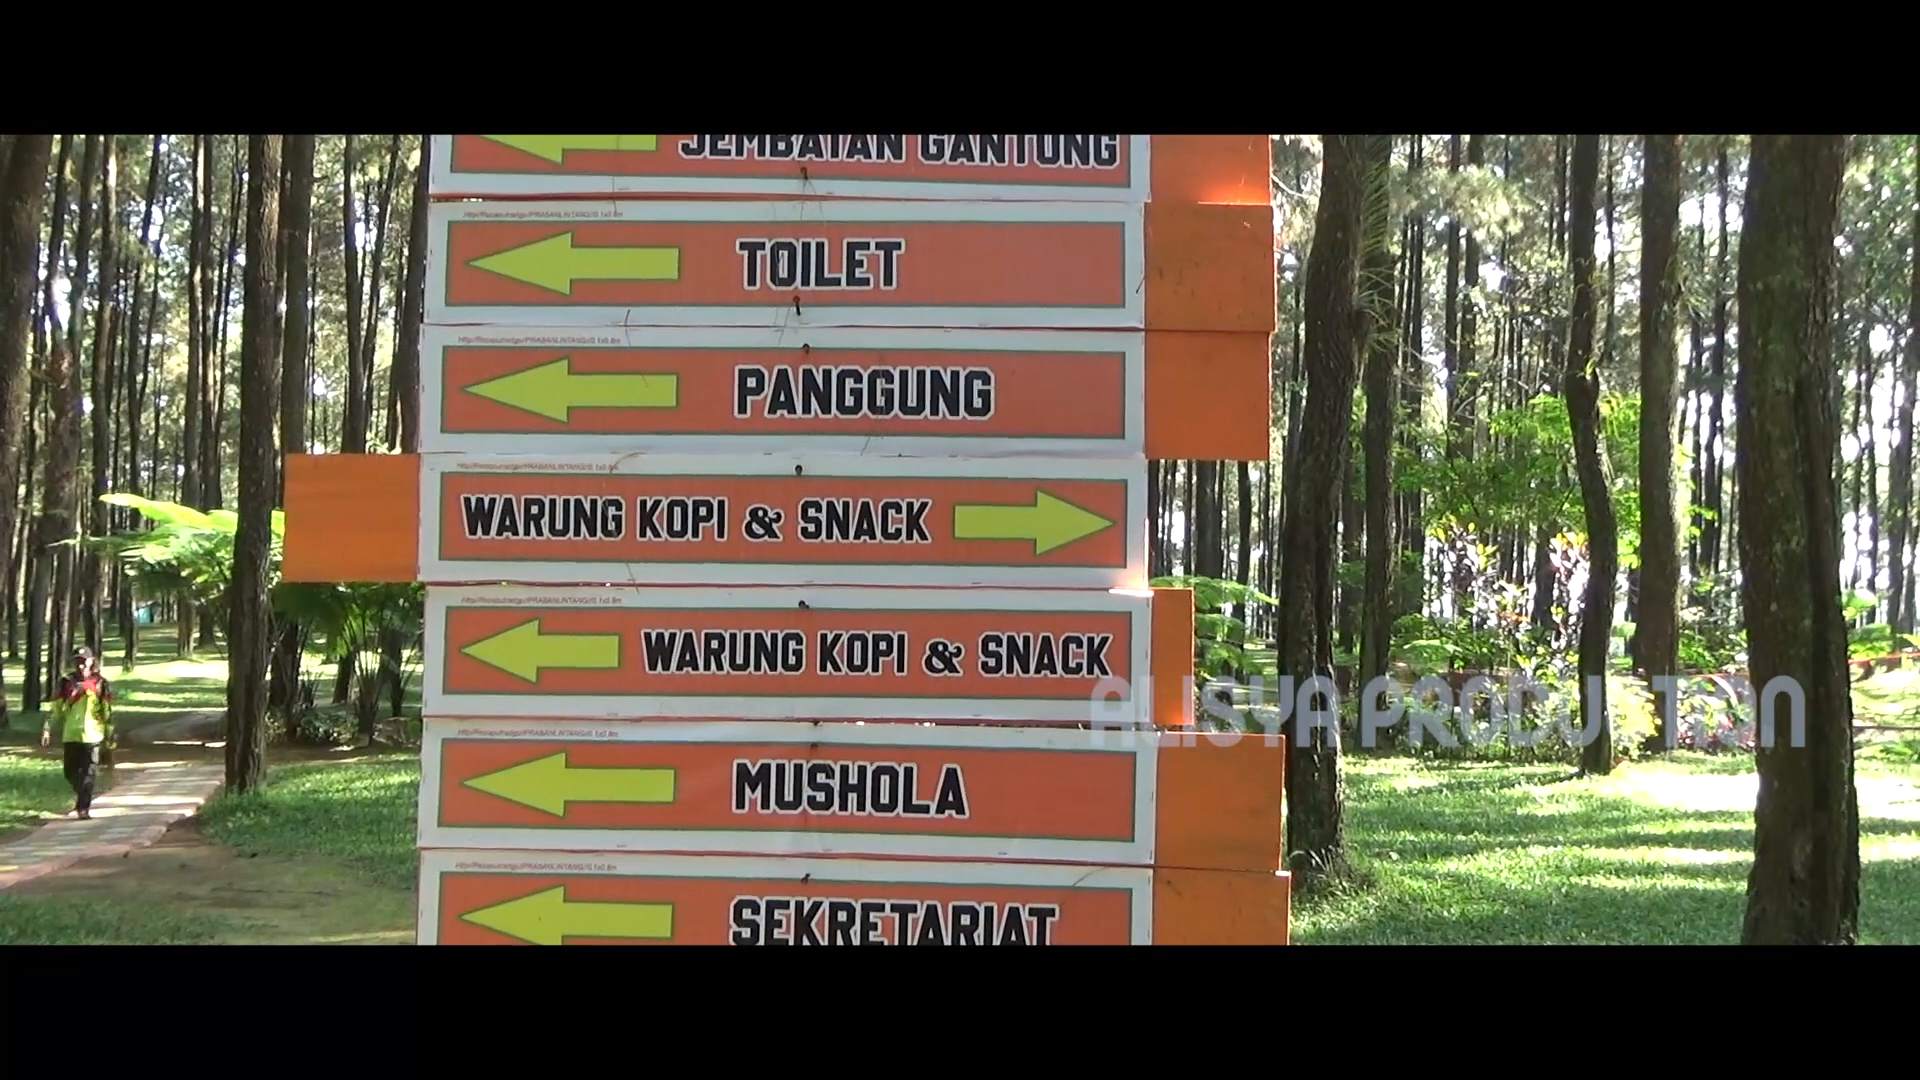 JEMBATAN GANTUNG
TOILET
PANGGUNG
WARUNG KOPI & SNACK
WARUNG KOPI & SNACK
ALISYA PRODUCTION
MUSHOLA
SEKRETARIAT